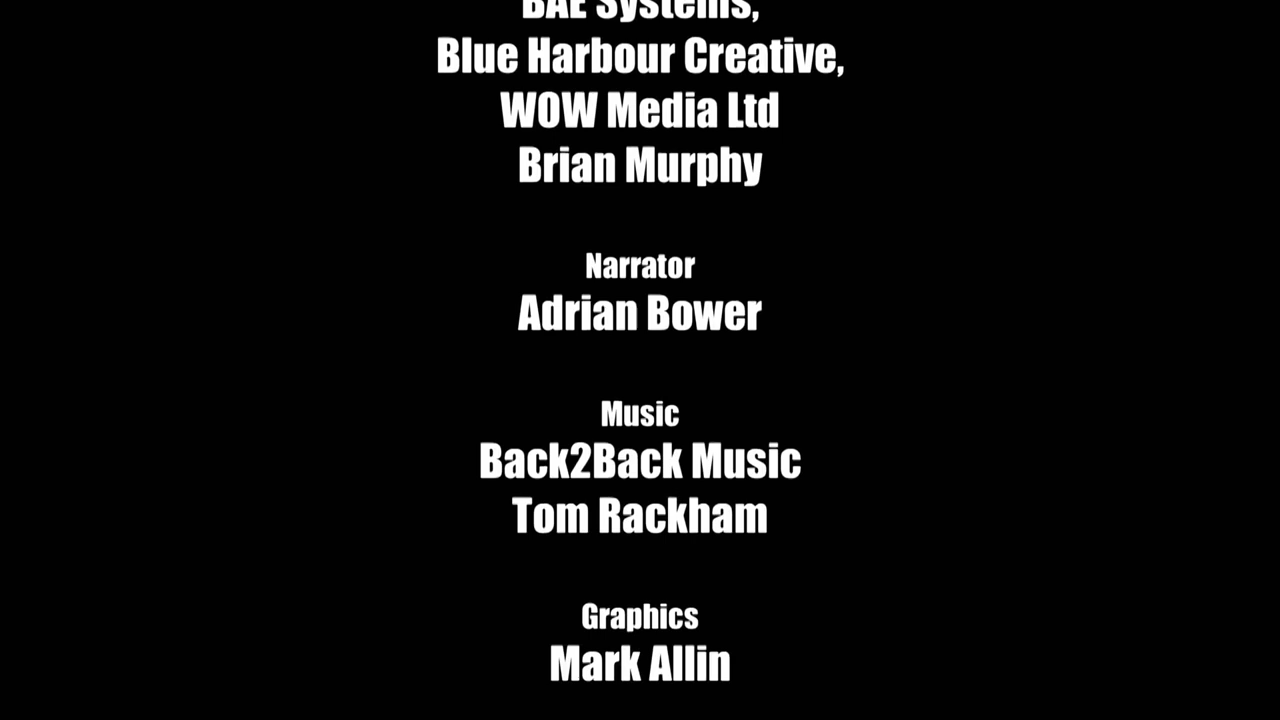 BAE Systems,
Blue Harbour Creative,
WOW Media Ltd
Brian Murphy
Narrator
Adrian Bower
Music
Back2Back Music
Tom Rackham
Graphics
Mark Allin